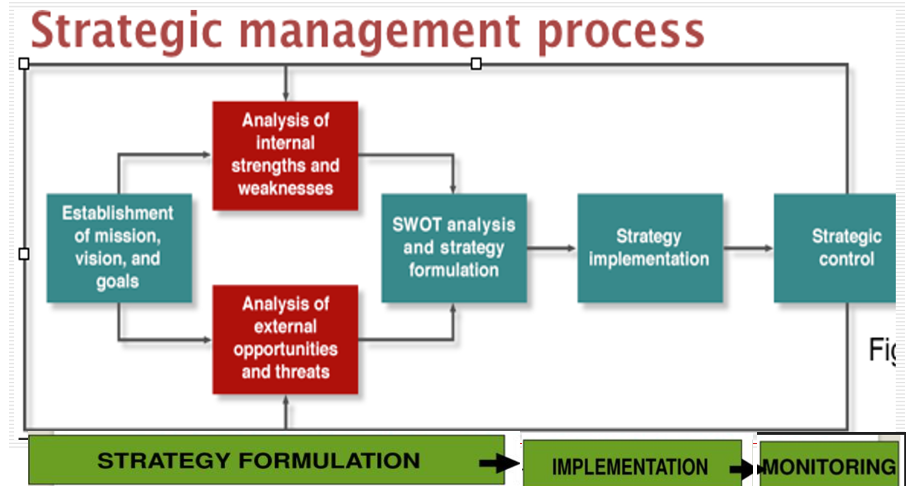 Strategic management process
Analysis of
internal
strengths and
weaknesses
Establishment
of mission,
vision, and
goals
SWOT analysis
and strategy
formulation
Strategy
implementation
Strategic
control
Analysis of
external
opportunities
and threats
STRATEGY FORMULATION
IMPLEMENTATION
MONITORING